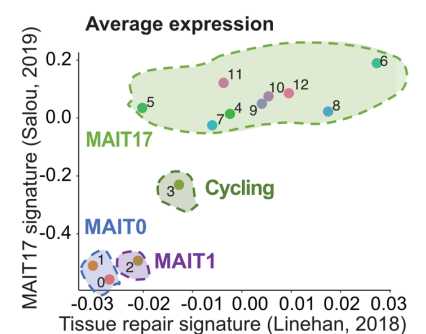 Average expression
MAIT17 signature (Salou, 2019)
0.2
0.0
-0.2
-0.4
11
6
10
12
5
4
9
8
7
MAIT17
3
Cycling
MAIT0
1
2
MAIT1
0
-0.03 -0.02 -0.01 0.00 0.01 0.02 0.03
Tissue repair signature (Linehan, 2018)